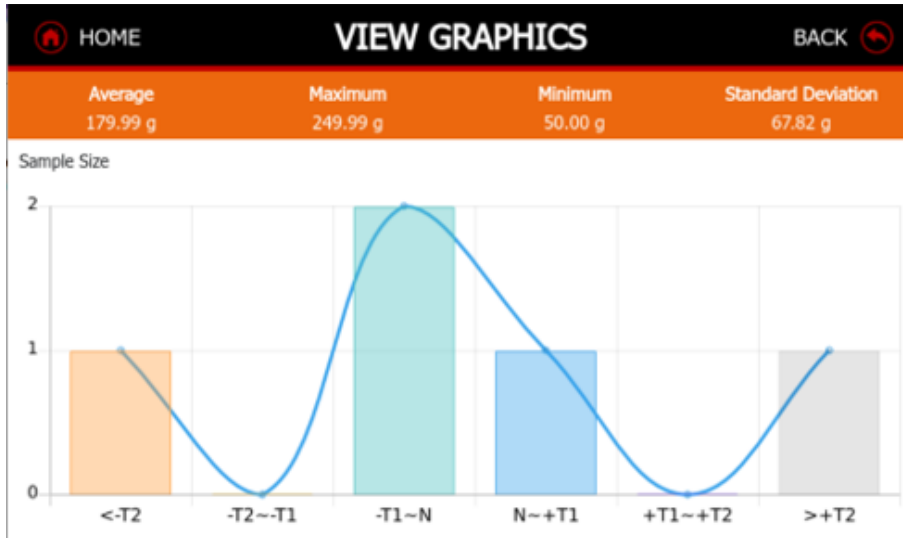 HOME VIEW GRAPHICS BACK
Average Maximum Minimum Standard Deviation
179.99 g 249.99 g 50.00 g 67.82 g
Sample Size
2
1
0
<-T2 -T2~-T1 -T1~N N~+T1 +T1~+T2 >+T2